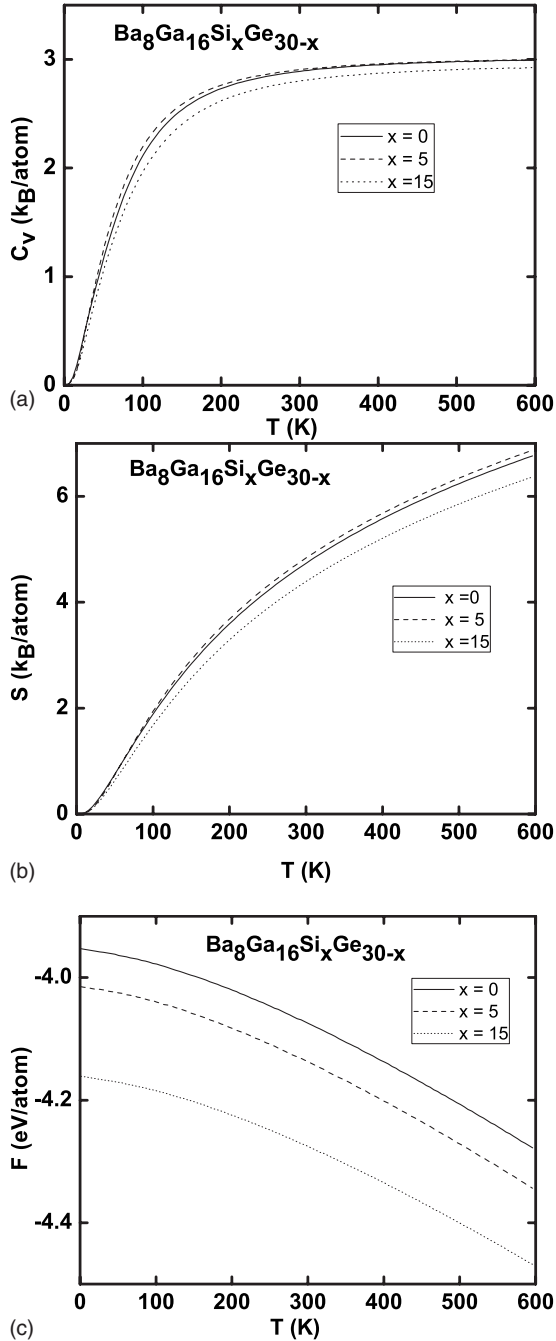 Ba8Ga16SixGe30-x
3
2
1
0
CV (kB/atom)
x = 0
x = 5
x =15
0 100 200 300 400 500 600
T (K)
(a)
Ba8Ga16SixGe30-x
6
4
2
0
S (kB/atom)
x =0
x = 5
x =15
0 100 200 300 400 500 600
T (K)
(b)
Ba8Ga16SixGe30-x
-4.0
-4.2
-4.4
F (eV/atom)
x = 0
x = 5
x = 15
0 100 200 300 400 500 600
T (K)
(c)